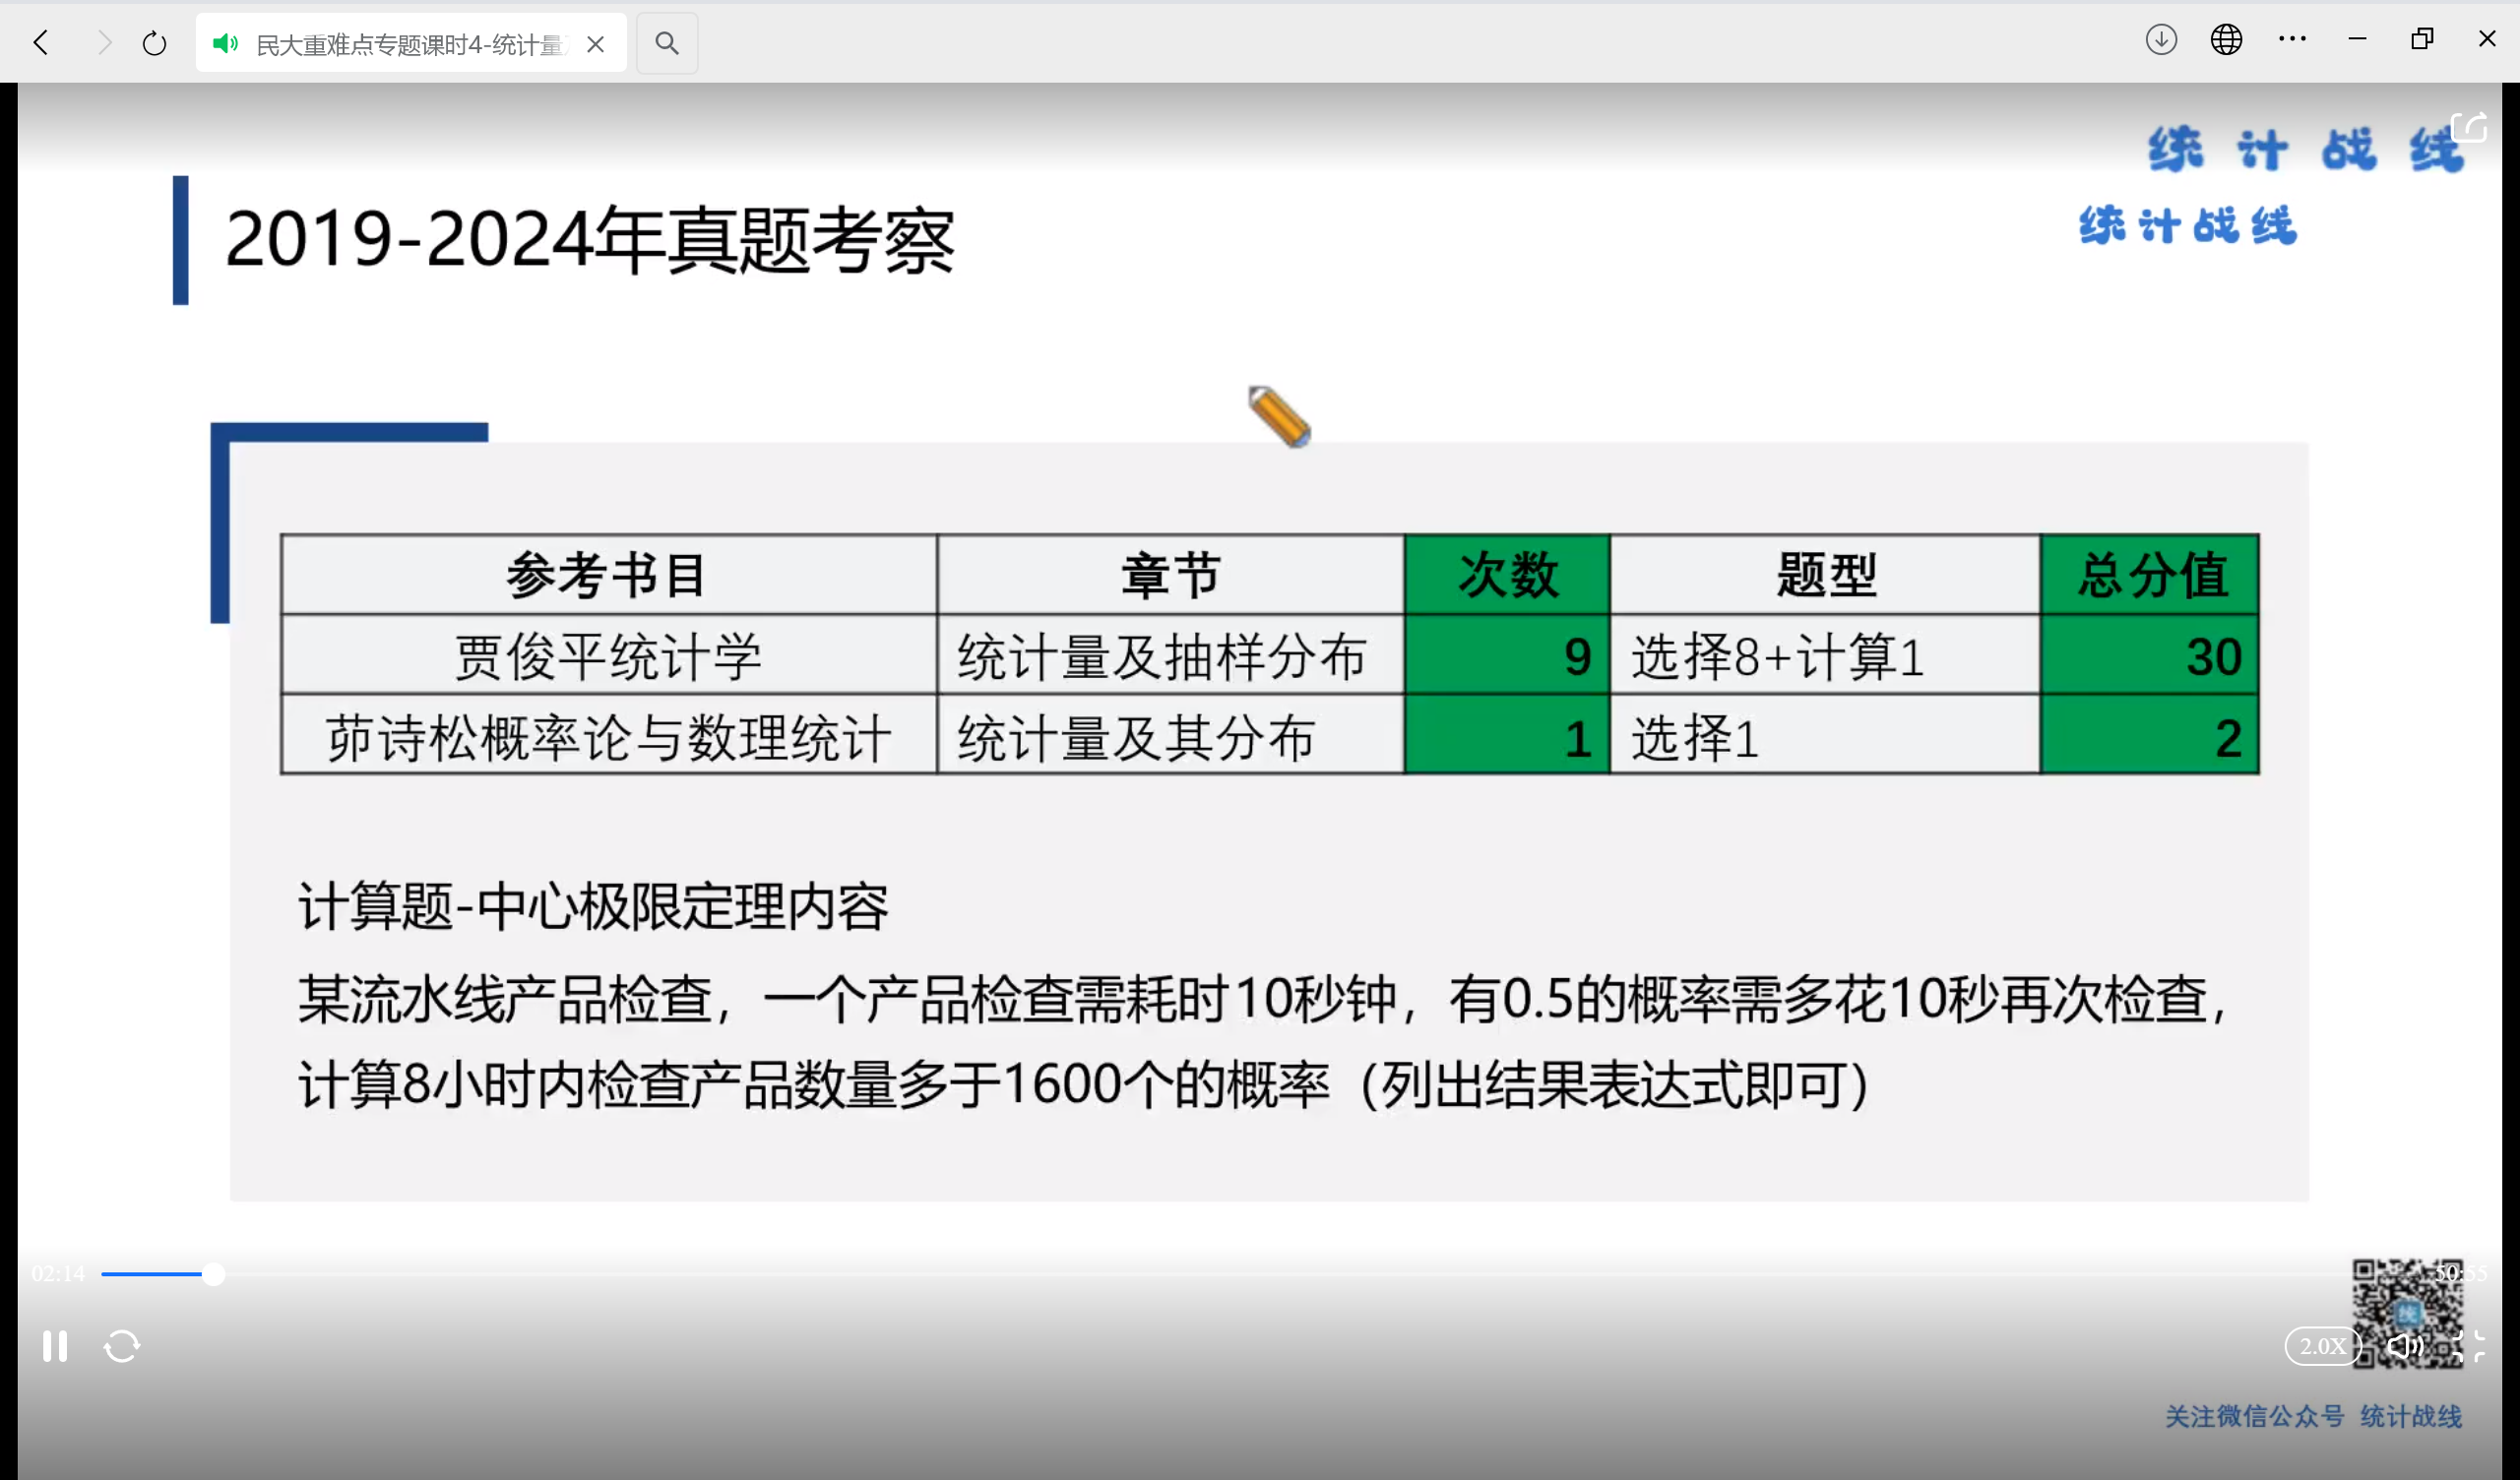 民大重难点专题课时4-统计量
统 计 战 线
统计战线
2019-2024年真题考察
参考书目 章节 次数 题型 总分值
贾俊平统计学 统计量及抽样分布 9 选择8+计算1 30
茆诗松概率论与数理统计 统计量及其分布 1 选择1 2
计算题-中心极限定理内容
某流水线产品检查，一个产品检查需耗时10秒钟，有0.5的概率需多花10秒再次检查，
计算8小时内检查产品数量多于1600个的概率（列出结果表达式即可）
02:14
50:55
2.0X
关注微信公众号 统计战线